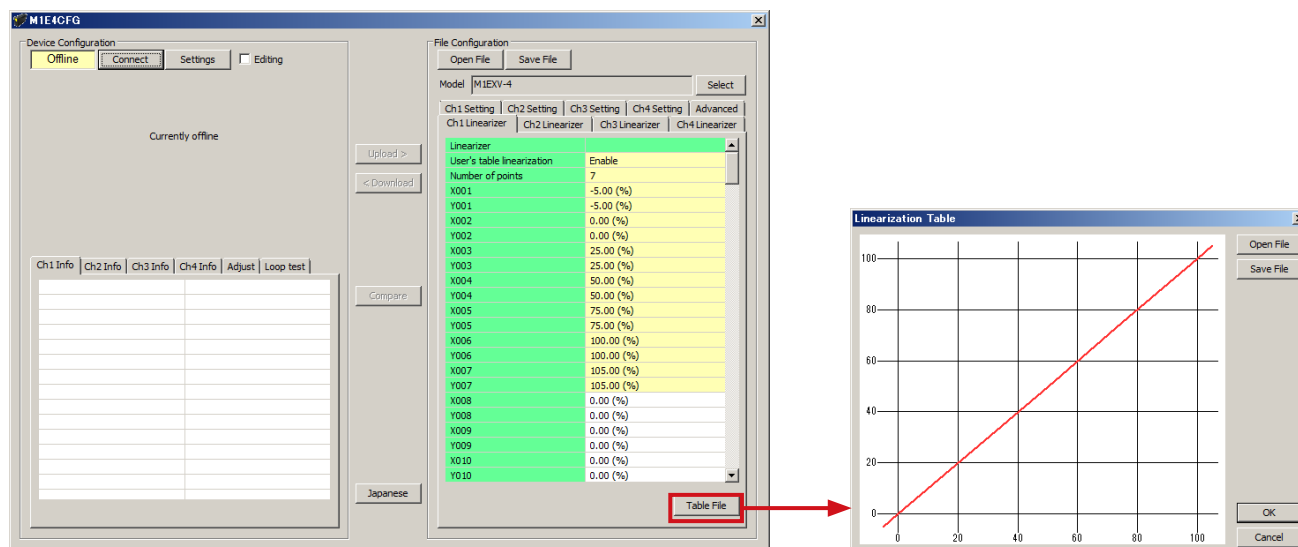 M1E4CFG
Device Configuration
Offline Connect Settings Editing
Currently offline
Ch1 Info Ch2 Info Ch3 Info Ch4 Info Adjust Loop test
Upload >
< Download
Compare
Japanese
File Configuration
Open File Save File
Model M1EXV-4 Select
Ch1 Setting Ch2 Setting Ch3 Setting Ch4 Setting Advanced
Ch1 Linearizer Ch2 Linearizer Ch3 Linearizer Ch4 Linearizer
Linearizer
User's table linearization Enable
Number of points 7
X001 -5.00 (%)
Y001 -5.00 (%)
X002 0.00 (%)
Y002 0.00 (%)
X003 25.00 (%)
Y003 25.00 (%)
X004 50.00 (%)
Y004 50.00 (%)
X005 75.00 (%)
Y005 75.00 (%)
X006 100.00 (%)
Y006 100.00 (%)
X007 105.00 (%)
Y007 105.00 (%)
X008 0.00 (%)
Y008 0.00 (%)
X009 0.00 (%)
Y009 0.00 (%)
X010 0.00 (%)
Y010 0.00 (%)
Table File
Linearization Table
100
80
60
40
20
0
0 20 40 60 80 100
Open File
Save File
OK
Cancel